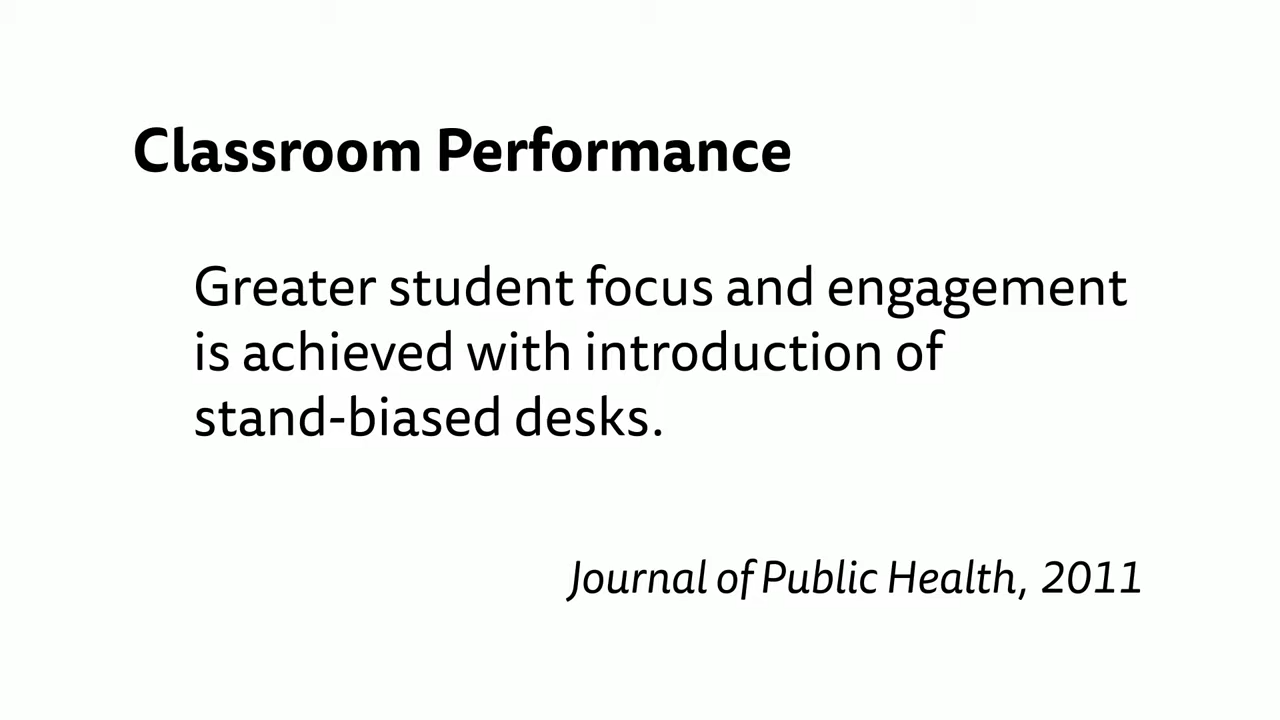 Classroom Performance
Greater student focus and engagement
is achieved with introduction of
stand-biased desks.
Journal of Public Health, 2011